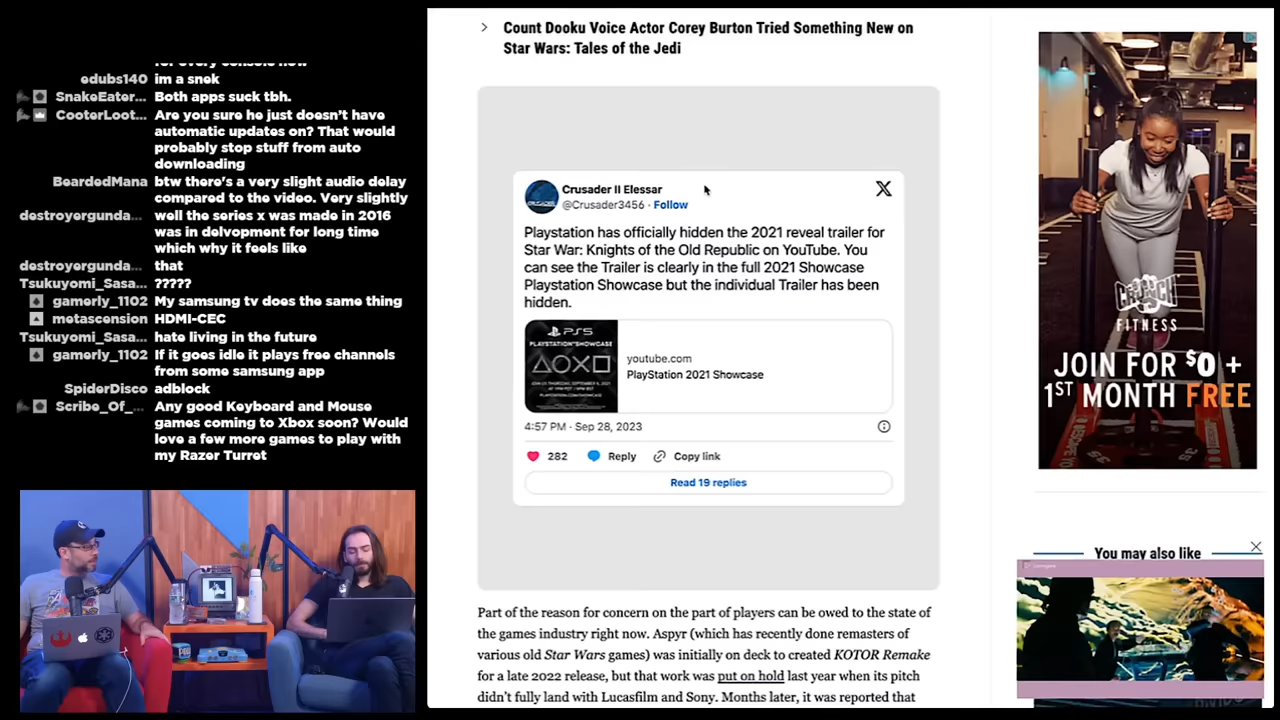 edubs140 im a snek
SnakeEater... Both apps suck tbh.
CooterLoot... Are you sure he just doesn't have
automatic updates on? That would
probably stop stuff from auto
downloading
BeardedMana btw there's a very slight audio delay
compared to the video. Very slightly
destroyergunda... well the series x was made in 2016
was in delvopment for long time
which why it feels like
destroyergunda... that
Tsukuyomi_Sasa... ?????
gamerly_1102 My samsung tv does the same thing
metascension HDMI-CEC
Tsukuyomi_Sasa... hate living in the future
gamerly_1102 If it goes idle it plays free channels
from some samsung app
SpiderDisco adblock
Scribe_Of_... Any good Keyboard and Mouse
games coming to Xbox soon? Would
love a few more games to play with
my Razer Turret
Count Dooku Voice Actor Corey Burton Tried Something New on
Star Wars: Tales of the Jedi
Crusader II Elessar
@Crusader3456 · Follow
Playstation has officially hidden the 2021 reveal trailer for
Star War: Knights of the Old Republic on YouTube. You
can see the Trailer is clearly in the full 2021 Showcase
Playstation Showcase but the individual Trailer has been
hidden.
PS5
PLAYSTATION SHOWCASE
youtube.com
PlayStation 2021 Showcase
4:57 PM · Sep 28, 2023
282 Reply Copy link
Read 19 replies
Part of the reason for concern on the part of players can be owed to the state of
the games industry right now. Aspyr (which has recently done remasters of
various old Star Wars games) was initially on deck to created KOTOR Remake
for a late 2022 release, but that work was put on hold last year when its pitch
didn't fully land with Lucasfilm and Sony. Months later, it was reported that
CRUNCH
FITNESS
JOIN FOR $0 +
1ST MONTH FREE
You may also like